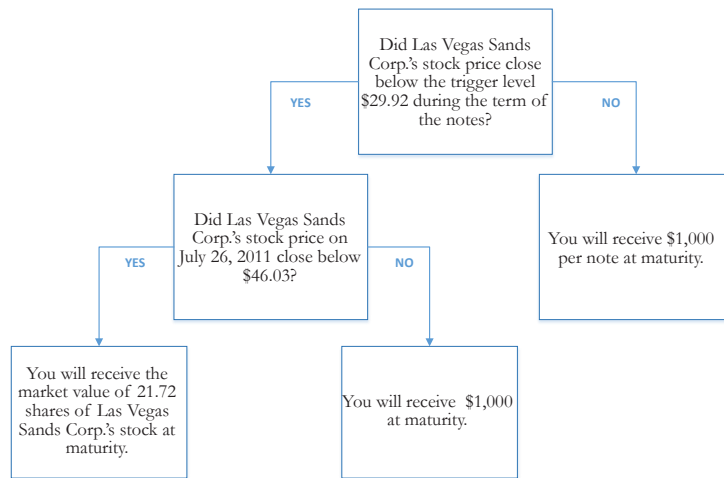 Did Las Vegas Sands
Corp.'s stock price close
below the trigger level
$29.92 during the term of
the notes?
YES
NO
Did Las Vegas Sands
Corp.'s stock price on
July 26, 2011 close below
$46.03?
You will receive $1,000
per note at maturity.
YES
NO
You will receive the
market value of 21.72
shares of Las Vegas
Sands Corp.'s stock at
maturity.
You will receive $1,000
at maturity.